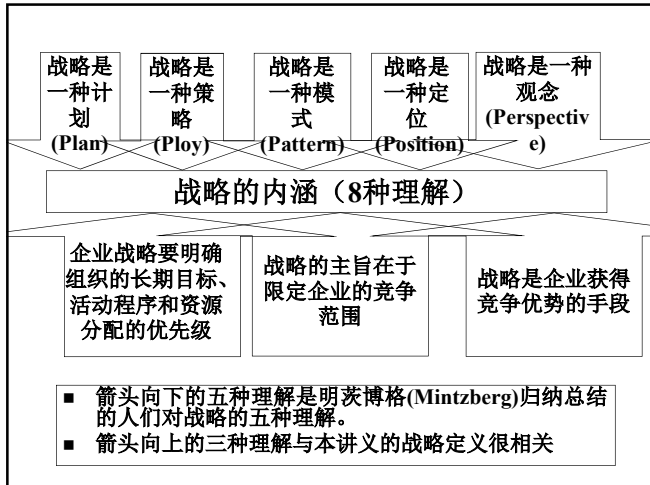 战略是
一种计
划
(Plan)
战略是
一种策
略
(Ploy)
战略是
一种模
式
(Pattern)
战略是
一种定
位
(Position)
战略是一种
观念
(Perspectiv
e)
战略的内涵（8种理解）
企业战略要明确
组织的长期目标、
活动程序和资源
分配的优先级
战略的主旨在于
限定企业的竞争
范围
战略是企业获得
竞争优势的手段
■ 箭头向下的五种理解是明茨博格(Mintzberg)归纳总结
的人们对战略的五种理解。
■ 箭头向上的三种理解与本讲义的战略定义很相关